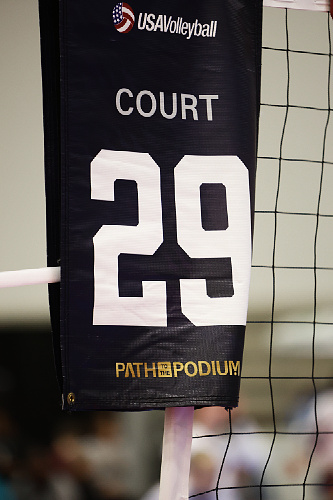 USAVolleyball
COURT
29
PATH TO THE PODIUM